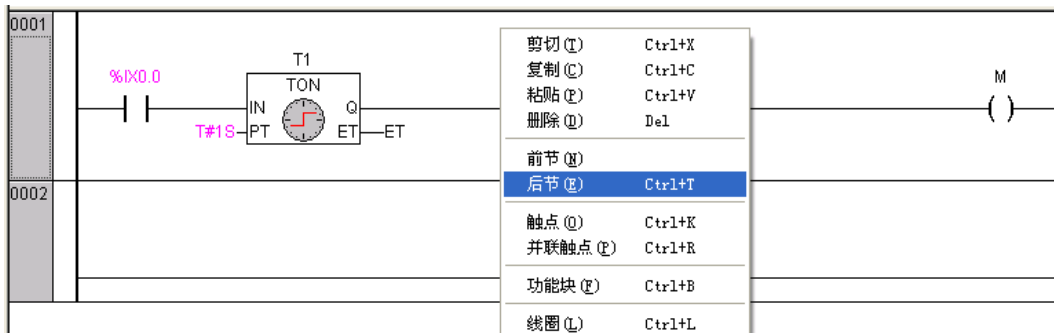 0001
%IX0.0
T1
TON
IN
Q
T#1S
PT
ET
ET
M
0002
剪切(T) Ctrl+X
复制(C) Ctrl+C
粘贴(P) Ctrl+V
删除(D) Del
前节(N)
后节(E) Ctrl+T
触点(O) Ctrl+K
并联触点(P) Ctrl+R
功能块(F) Ctrl+B
线圈(L) Ctrl+L